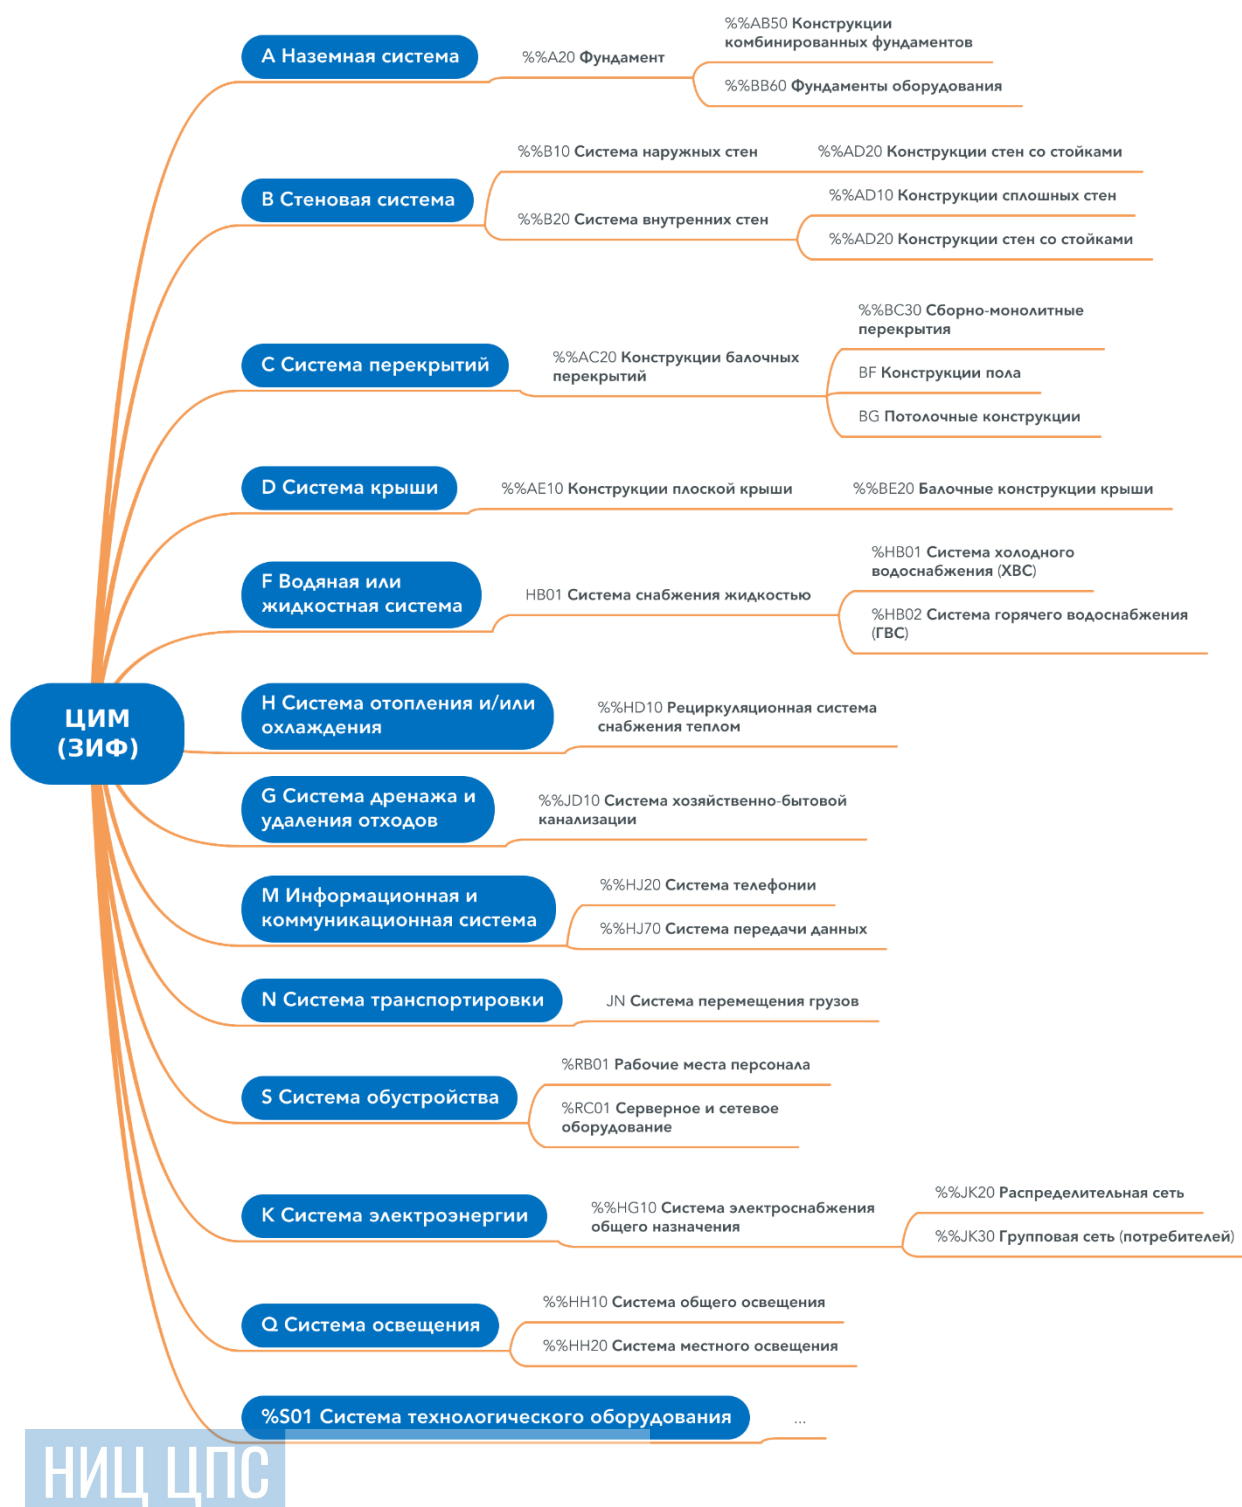 A Наземная система
%%A20 Фундамент
%%AB50 Конструкции
комбинированных фундаментов
%%BB60 Фундаменты оборудования
B Стеновая система
%%B10 Система наружных стен
%%AD20 Конструкции стен со стойками
%%B20 Система внутренних стен
%%AD10 Конструкции сплошных стен
%%AD20 Конструкции стен со стойками
C Система перекрытий
%%AC20 Конструкции балочных
перекрытий
%%BC30 Сборно-монолитные
перекрытия
BF Конструкции пола
BG Потолочные конструкции
D Система крыши
%%AE10 Конструкции плоской крыши
%%BE20 Балочные конструкции крыши
F Водяная или
жидкостная система
HB01 Система снабжения жидкостью
%HB01 Система холодного
водоснабжения (ХВС)
%HB02 Система горячего водоснабжения
(ГВС)
ЦИМ
(ЗИФ)
H Система отопления и/или
охлаждения
%%HD10 Рециркуляционная система
снабжения теплом
G Система дренажа и
удаления отходов
%%JD10 Система хозяйственно-бытовой
канализации
M Информационная и
коммуникационная система
%%HJ20 Система телефонии
%%HJ70 Система передачи данных
N Система транспортировки
JN Система перемещения грузов
S Система обустройства
%RB01 Рабочие места персонала
%RC01 Серверное и сетевое
оборудование
K Система электроэнергии
%%HG10 Система электроснабжения
общего назначения
%%JK20 Распределительная сеть
%%JK30 Групповая сеть (потребителей)
Q Система освещения
%%HH10 Система общего освещения
%%HH20 Система местного освещения
%S01 Система технологического оборудования
...
НИЦ ЦПС